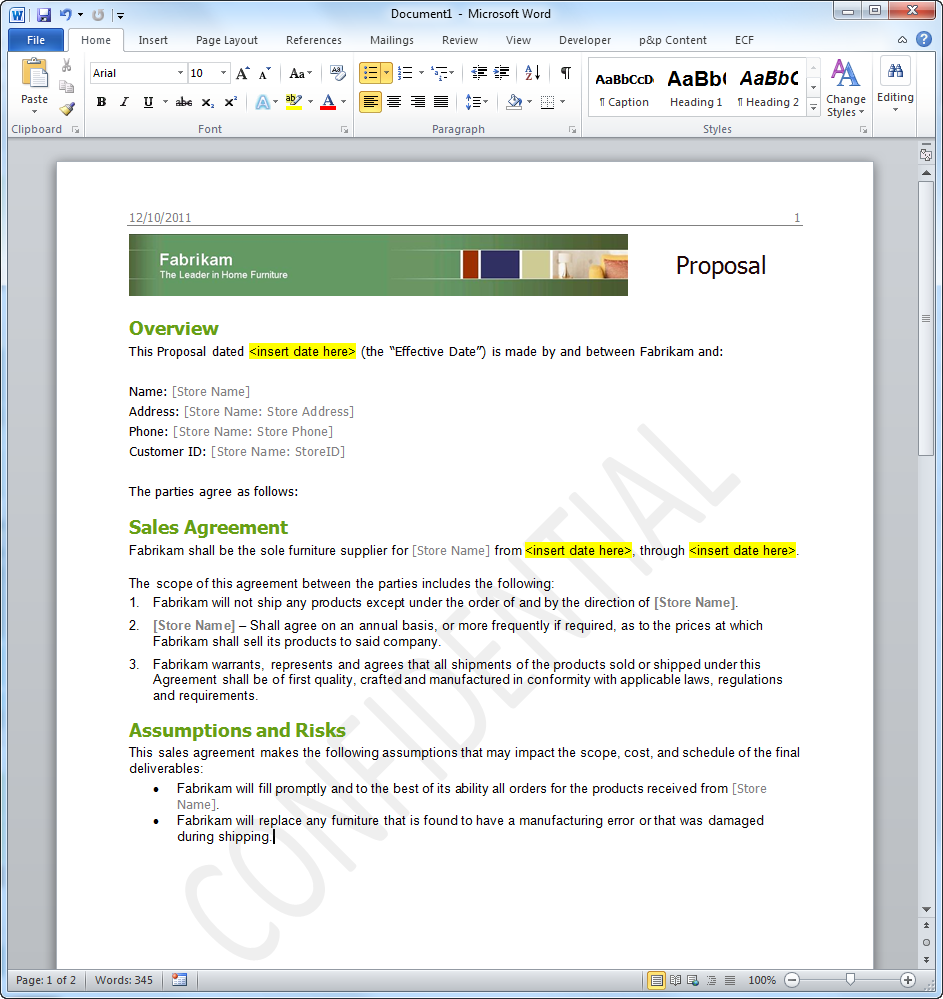 Document1 - Microsoft Word
File Home Insert Page Layout References Mailings Review View Developer p&p Content ECF
Paste
Clipboard
Arial 10
Font
Paragraph
AaBbCcD AaBb( AaBbC
¶ Caption Heading 1 ¶ Heading 2
Styles
Change
Styles
Editing
12/10/2011 1
Fabrikam
The Leader in Home Furniture
Proposal
Overview
This Proposal dated <insert date here> (the “Effective Date”) is made by and between Fabrikam and:
Name: [Store Name]
Address: [Store Name: Store Address]
Phone: [Store Name: Store Phone]
Customer ID: [Store Name: StoreID]
The parties agree as follows:
Sales Agreement
Fabrikam shall be the sole furniture supplier for [Store Name] from <insert date here>, through <insert date here>.
The scope of this agreement between the parties includes the following:
1. Fabrikam will not ship any products except under the order of and by the direction of [Store Name].
2. [Store Name] – Shall agree on an annual basis, or more frequently if required, as to the prices at which
Fabrikam shall sell its products to said company.
3. Fabrikam warrants, represents and agrees that all shipments of the products sold or shipped under this
Agreement shall be of first quality, crafted and manufactured in conformity with applicable laws, regulations
and requirements.
Assumptions and Risks
This sales agreement makes the following assumptions that may impact the scope, cost, and schedule of the final
deliverables:
• Fabrikam will fill promptly and to the best of its ability all orders for the products received from [Store
Name].
• Fabrikam will replace any furniture that is found to have a manufacturing error or that was damaged
during shipping.
CONFIDENTIAL
Page: 1 of 2 Words: 345 100%